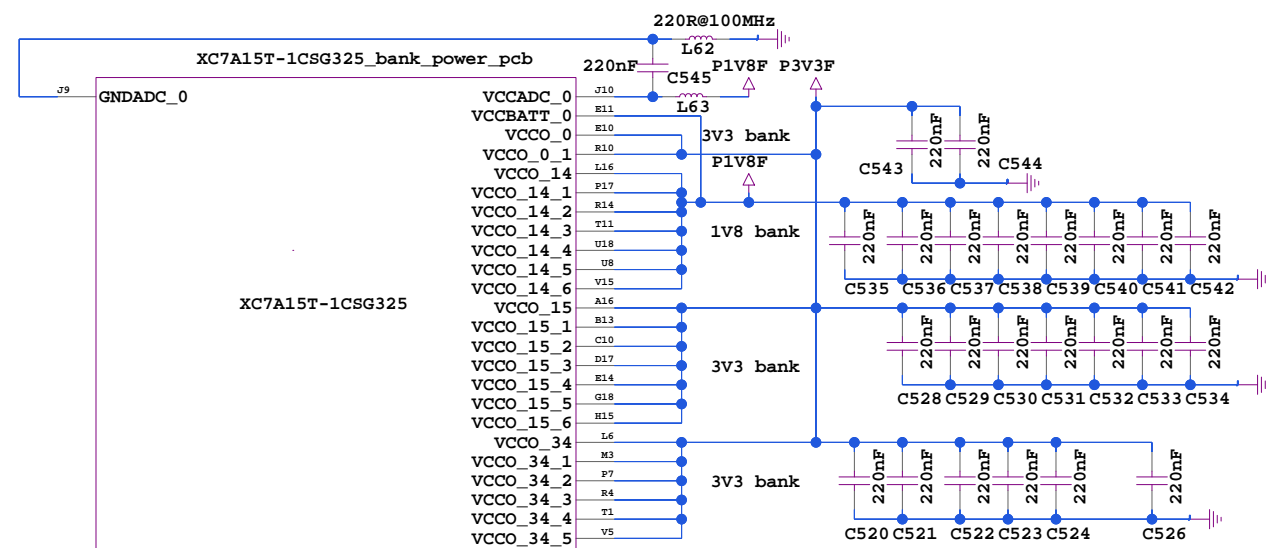 220R@100MHz
L62
XC7A15T-1CSG325_bank_power_pcb
220nF
C545
P1V8F
P3V3F
J9
GNDADC_0
VCCADC_0
J10
L63
VCCBATT_0
E11
VCCO_0
E10
3V3 bank
VCCO_0_1
R10
C543
220nF
220nF
C544
VCCO_14
L16
P1V8F
VCCO_14_1
P17
VCCO_14_2
R14
VCCO_14_3
T11
1V8 bank
220nF
220nF
220nF
220nF
220nF
220nF
220nF
220nF
VCCO_14_4
U18
VCCO_14_5
U8
VCCO_14_6
V15
C535
C536
C537
C538
C539
C540
C541
C542
XC7A15T-1CSG325
VCCO_15
A16
VCCO_15_1
B13
VCCO_15_2
C10
VCCO_15_3
D17
3V3 bank
220nF
220nF
220nF
220nF
220nF
220nF
220nF
VCCO_15_4
E14
VCCO_15_5
G18
C528
C529
C530
C531
C532
C533
C534
VCCO_15_6
H15
VCCO_34
L6
VCCO_34_1
M3
VCCO_34_2
P7
3V3 bank
220nF
220nF
220nF
220nF
220nF
220nF
VCCO_34_3
R4
VCCO_34_4
T1
VCCO_34_5
V5
C520
C521
C522
C523
C524
C526